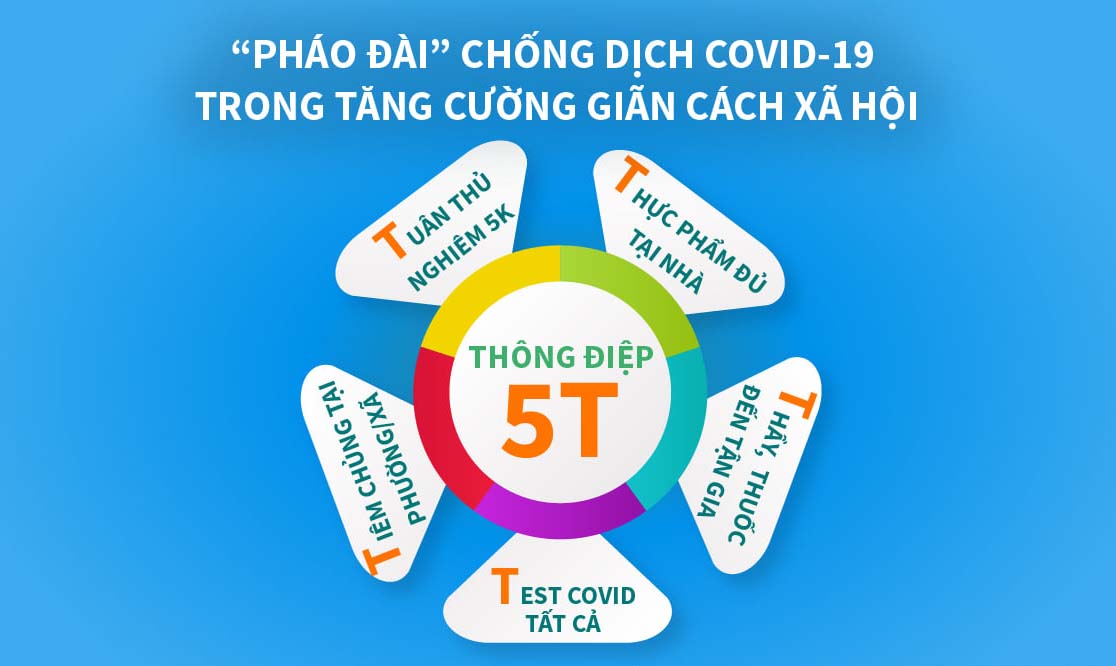 “PHÁO ĐÀI” CHỐNG DỊCH COVID-19
TRONG TĂNG CƯỜNG GIÃN CÁCH XÃ HỘI
TUÂN THỦ
NGHIÊM 5K
THỰC PHẨM ĐỦ
TẠI NHÀ
THÔNG ĐIỆP
5T
TIÊM CHỦNG TẠI
PHƯỜNG/XÃ
THẦY, THUỐC
ĐẾN TẬN GIA
TEST COVID
TẤT CẢ